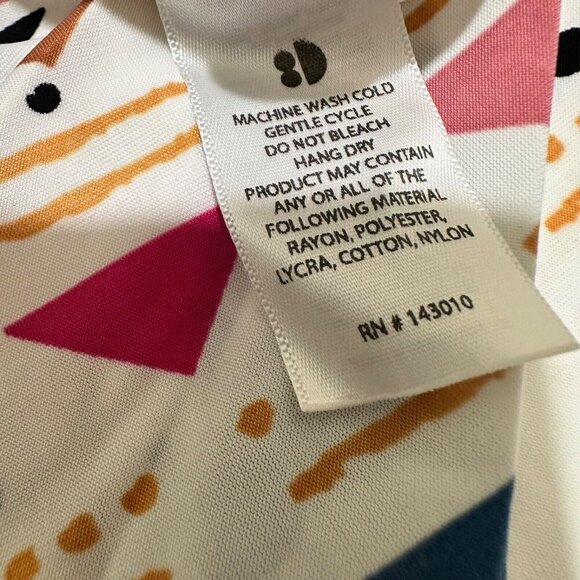 8D
MACHINE WASH COLD
GENTLE CYCLE
DO NOT BLEACH
HANG DRY
PRODUCT MAY CONTAIN
ANY OR ALL OF THE
FOLLOWING MATERIAL
RAYON, POLYESTER,
LYCRA, COTTON, NYLON
RN # 143010